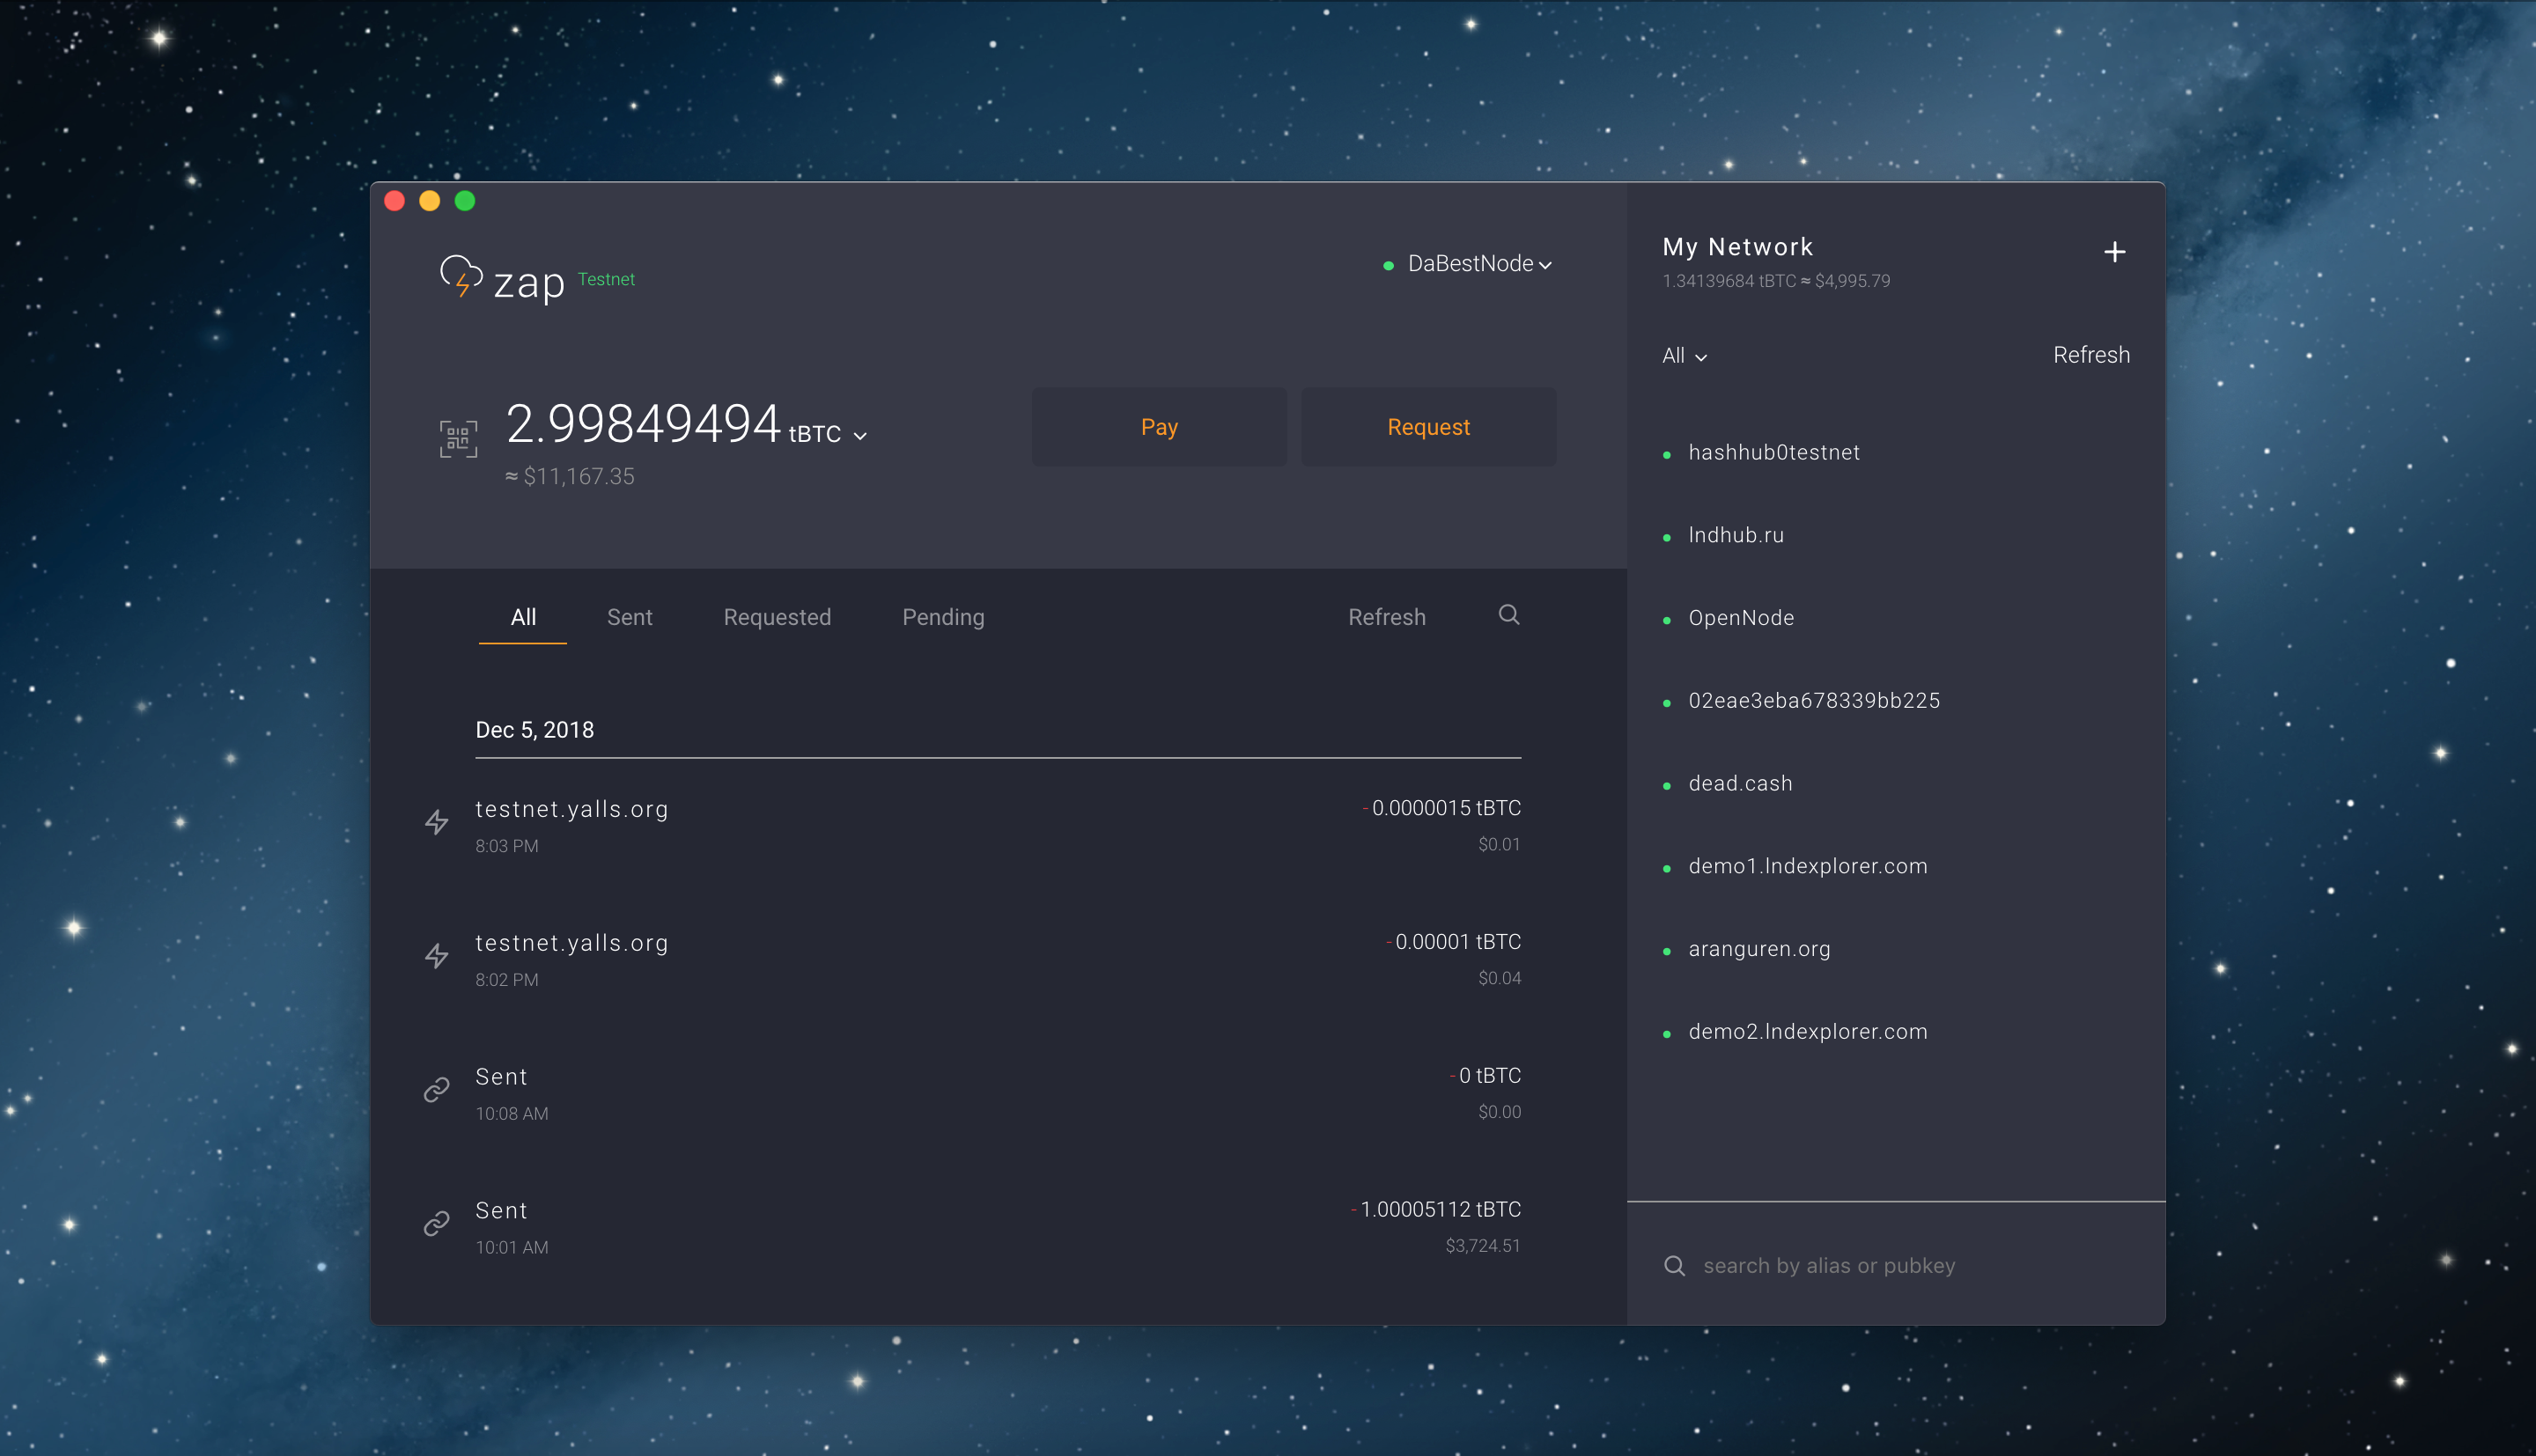 zap Testnet
DaBestNode
2.99849494 tBTC
≈ $11,167.35
Pay
Request
All
Sent
Requested
Pending
Refresh
Dec 5, 2018
testnet.yalls.org
-0.0000015 tBTC
8:03 PM
$0.01
testnet.yalls.org
-0.00001 tBTC
8:02 PM
$0.04
Sent
-0 tBTC
10:08 AM
$0.00
Sent
-1.00005112 tBTC
10:01 AM
$3,724.51
My Network
1.34139684 tBTC ≈ $4,995.79
All
Refresh
hashhub0testnet
lndhub.ru
OpenNode
02eae3eba678339bb225
dead.cash
demo1.lndexplorer.com
aranguren.org
demo2.lndexplorer.com
search by alias or pubkey